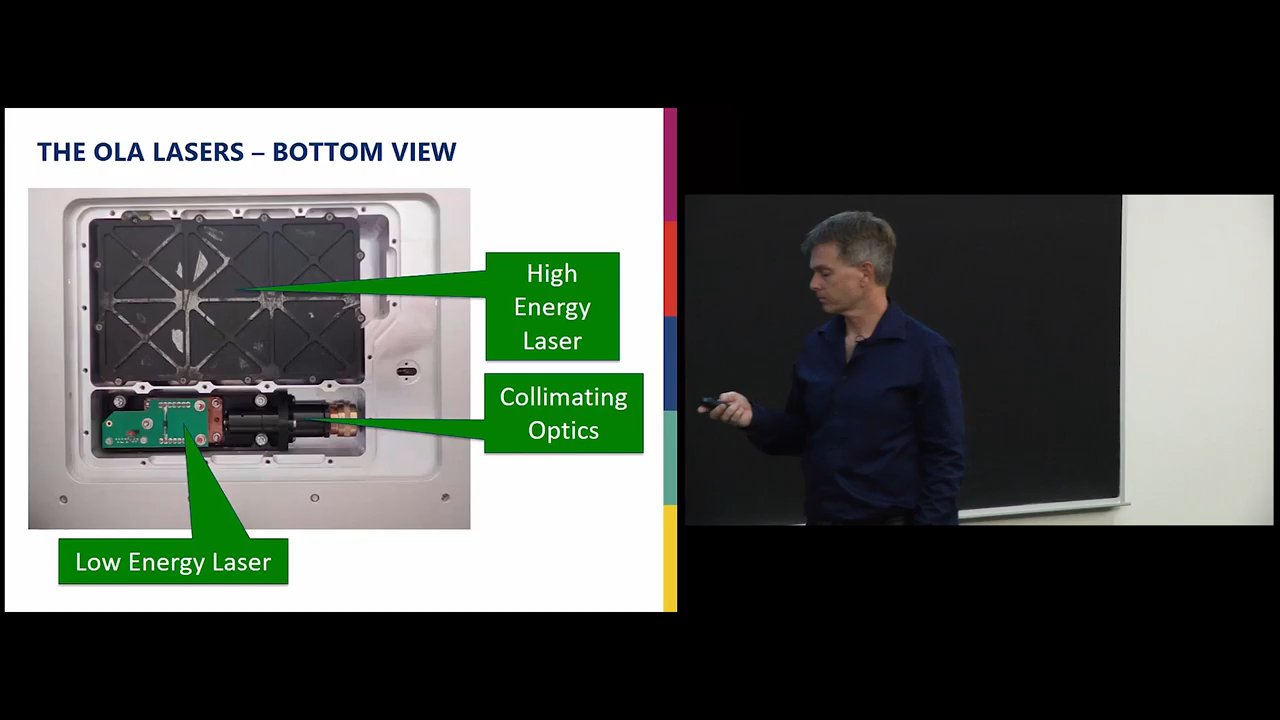 THE OLA LASERS – BOTTOM VIEW
High
Energy
Laser
Collimating
Optics
Low Energy Laser